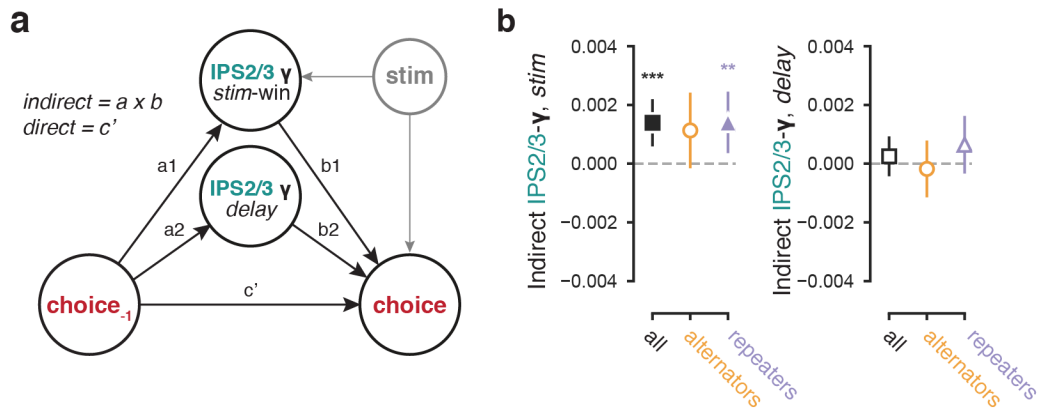 a
IPS2/3 γ
stim-win
stim
indirect = a x b
direct = c'
a1
b1
IPS2/3 γ
delay
a2
b2
choice-1
c'
choice
b
Indirect IPS2/3-γ, stim
0.004
0.002
0.000
−0.002
−0.004
***
**
all
alternators
repeaters
Indirect IPS2/3-γ, delay
0.004
0.002
0.000
−0.002
−0.004
all
alternators
repeaters